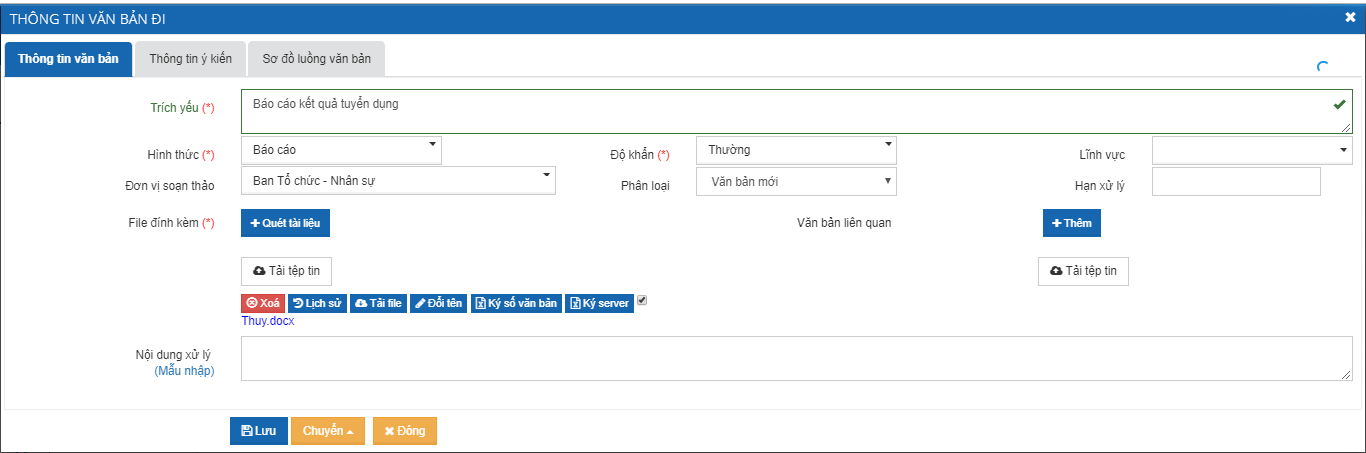 THÔNG TIN VĂN BẢN ĐI
Thông tin văn bản Thông tin ý kiến Sơ đồ luồng văn bản
Trích yếu (*) Báo cáo kết quả tuyển dụng
Hình thức (*) Báo cáo Độ khẩn (*) Thường Lĩnh vực
Đơn vị soạn thảo Ban Tổ chức - Nhân sự Phân loại Văn bản mới Hạn xử lý
File đính kèm (*) Quét tài liệu Văn bản liên quan Thêm
Tải tệp tin Tải tệp tin
Xoá Lịch sử Tải file Đổi tên Ký số văn bản Ký server
Thuy.docx
Nội dung xử lý
(Mẫu nhập)
Lưu Chuyển Đóng